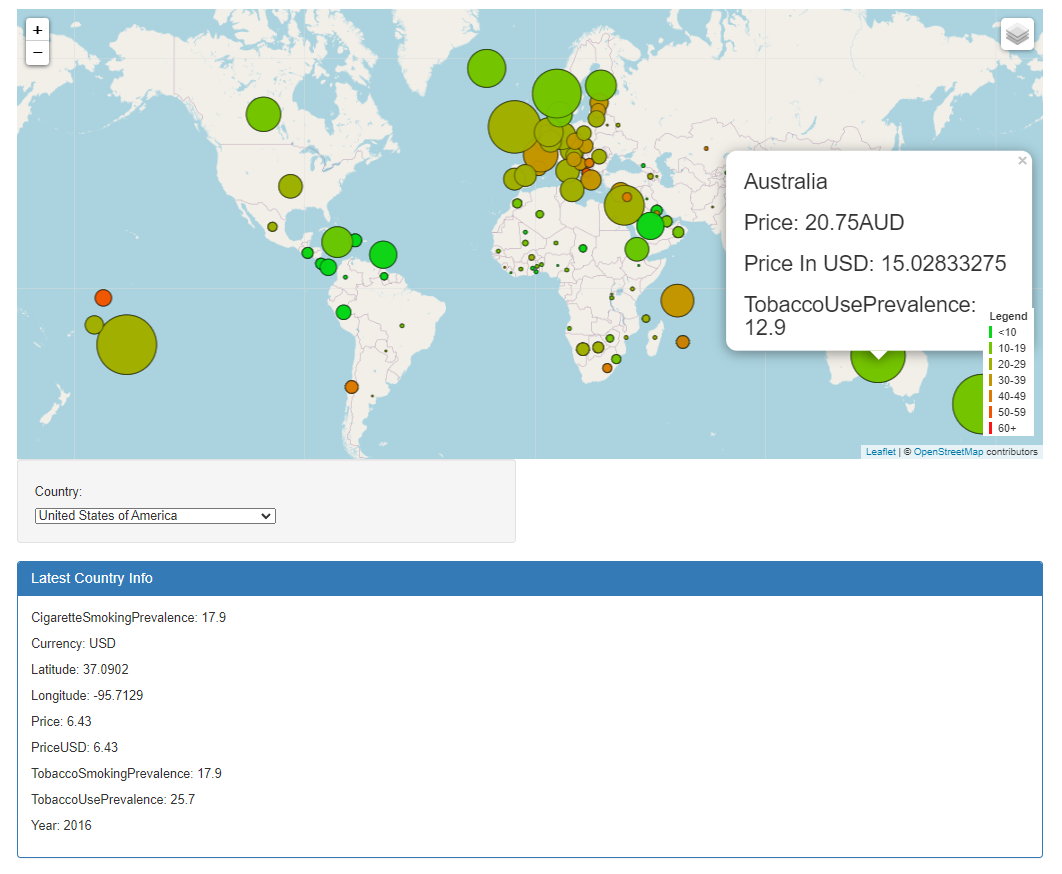 +
−
×
Australia
Price: 20.75AUD
Price In USD: 15.02833275
TobaccoUsePrevalence:
12.9
Legend
<10
10-19
20-29
30-39
40-49
50-59
60+
Leaflet | © OpenStreetMap contributors
Country:
United States of America
Latest Country Info
CigaretteSmokingPrevalence: 17.9
Currency: USD
Latitude: 37.0902
Longitude: -95.7129
Price: 6.43
PriceUSD: 6.43
TobaccoSmokingPrevalence: 17.9
TobaccoUsePrevalence: 25.7
Year: 2016